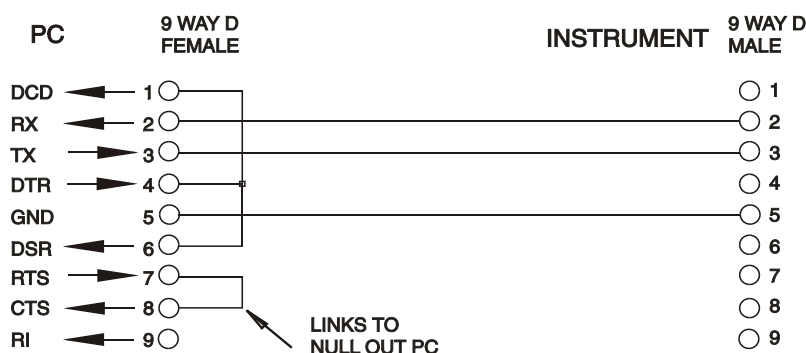 PC
9 WAY D
FEMALE
INSTRUMENT
9 WAY D
MALE
DCD 1 1
RX 2 2
TX 3 3
DTR 4 4
GND 5 5
DSR 6 6
RTS 7 7
CTS 8 8
RI 9 9
LINKS TO
NULL OUT PC